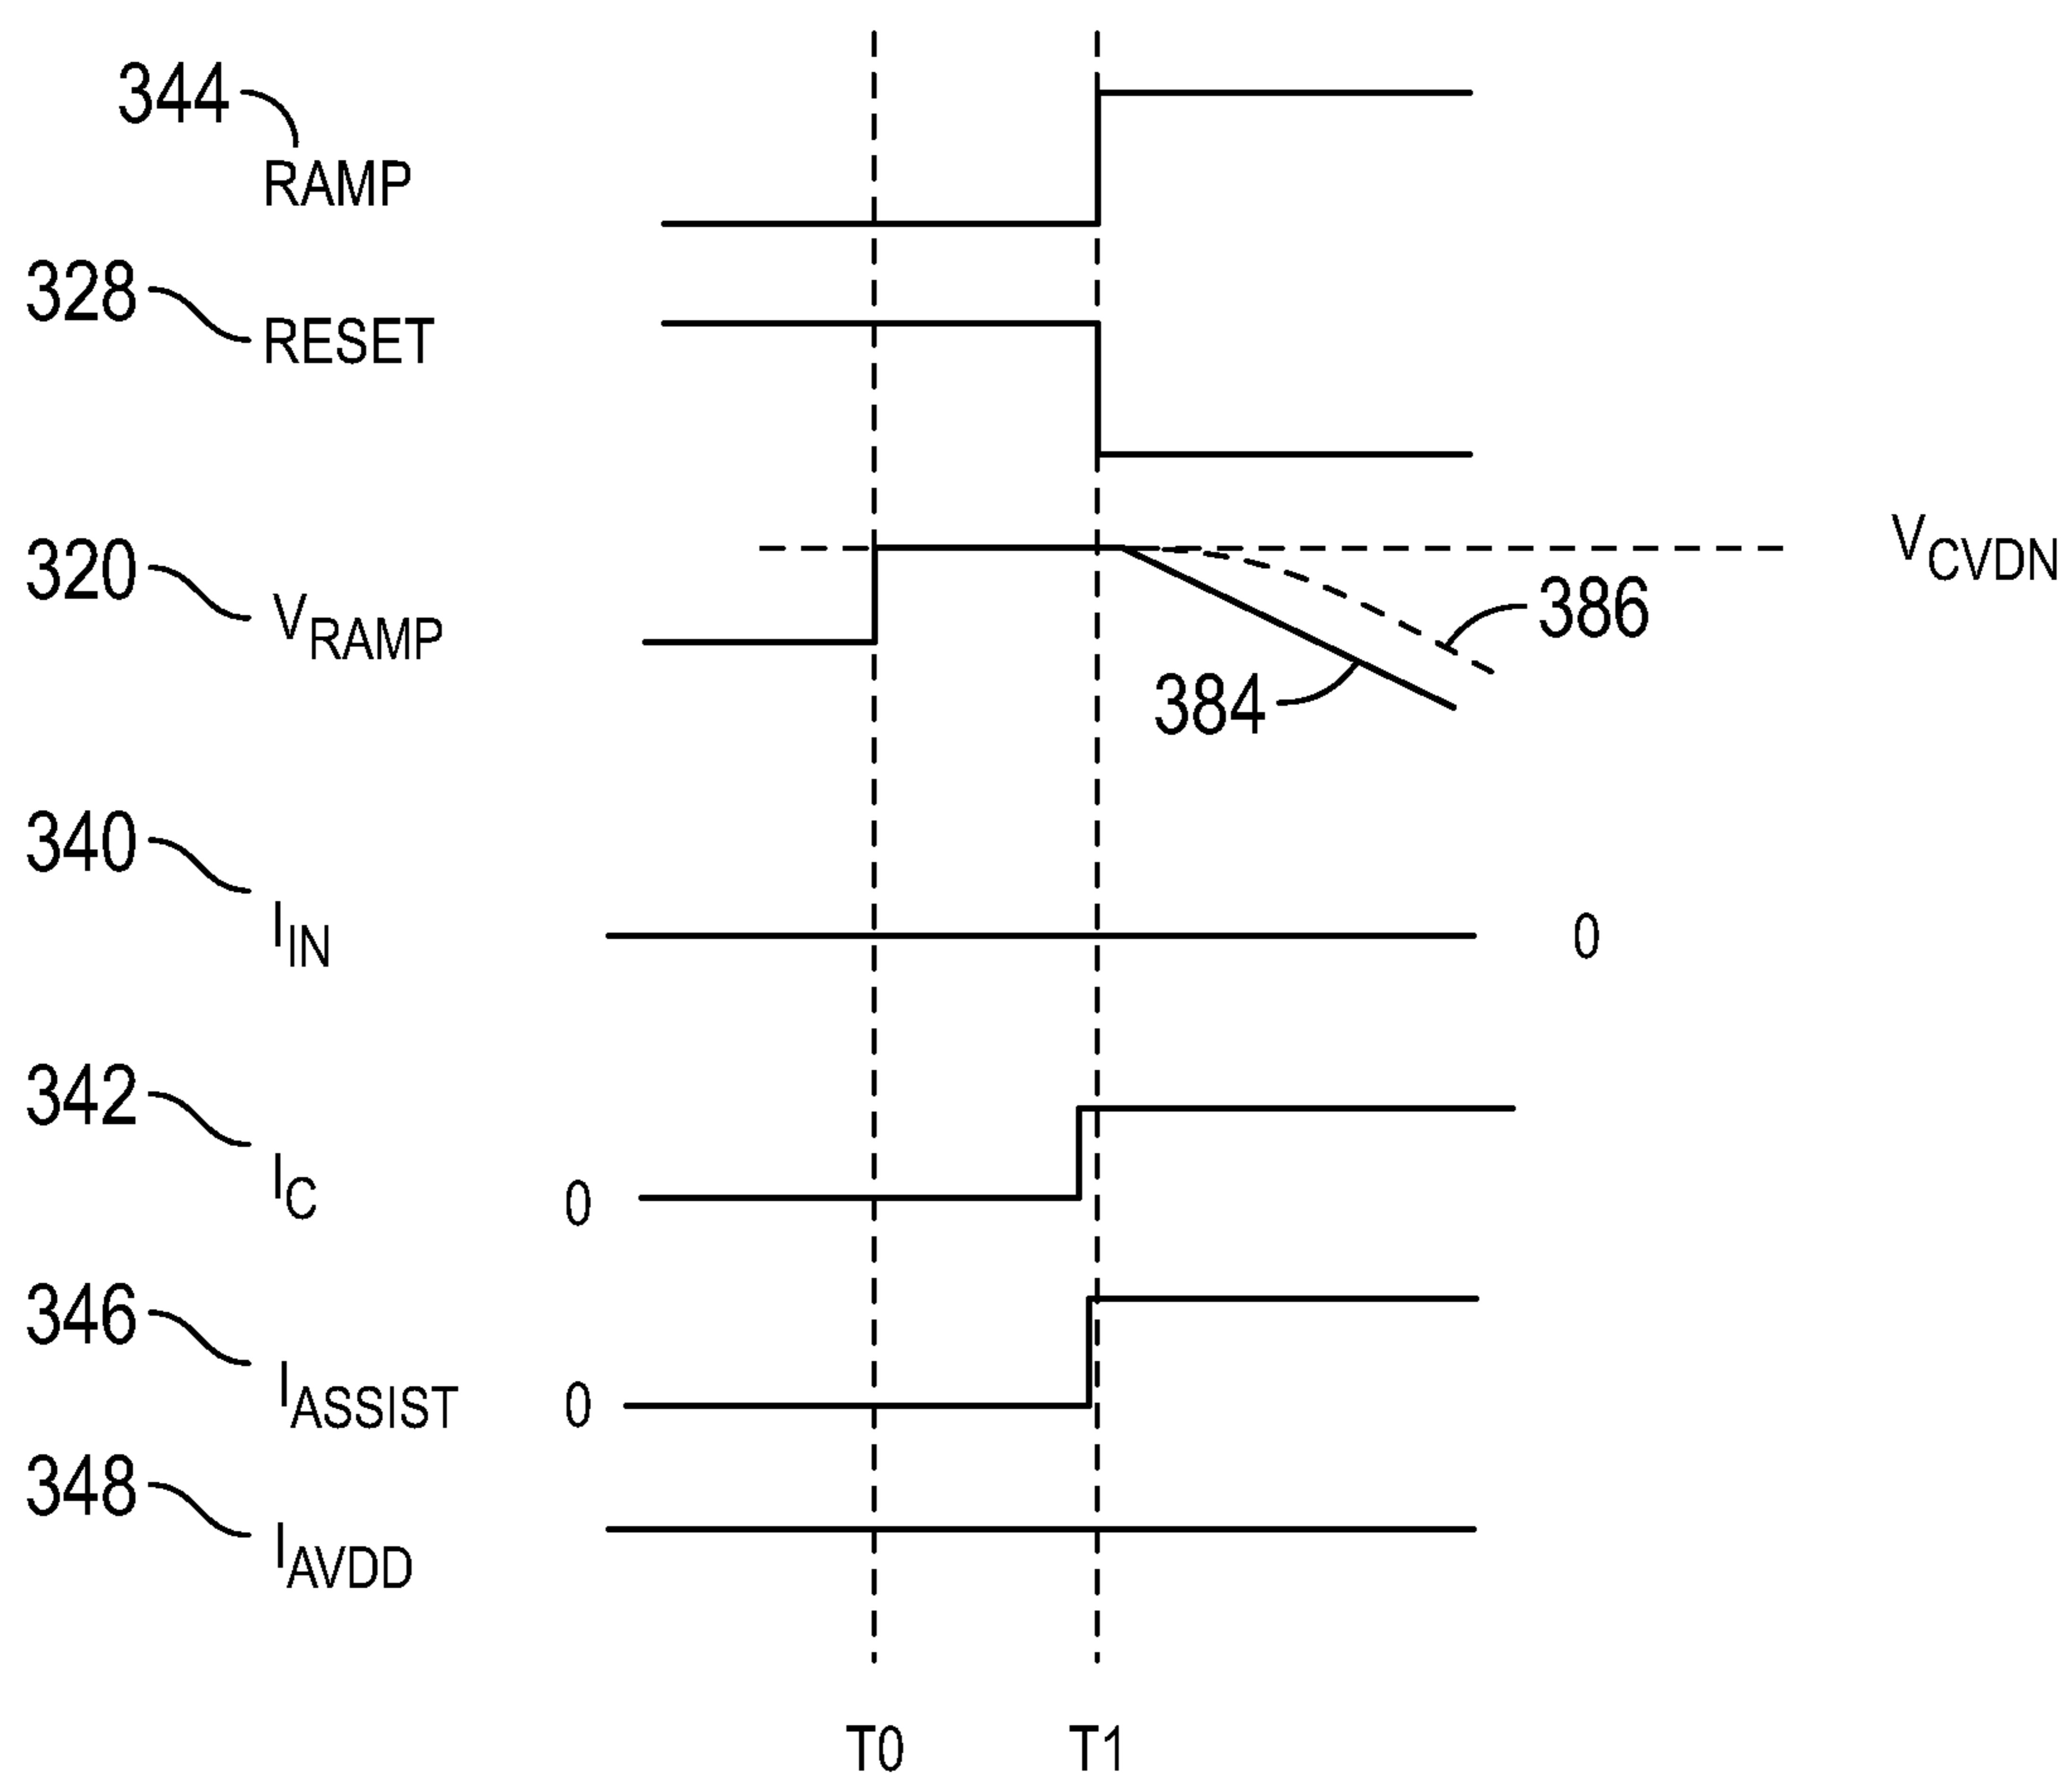 344
RAMP
328
RESET
320
VRAMP
VCVDN
386
384
340
IIN
0
342
IC
0
346
IASSIST
0
348
IAVDD
T0
T1